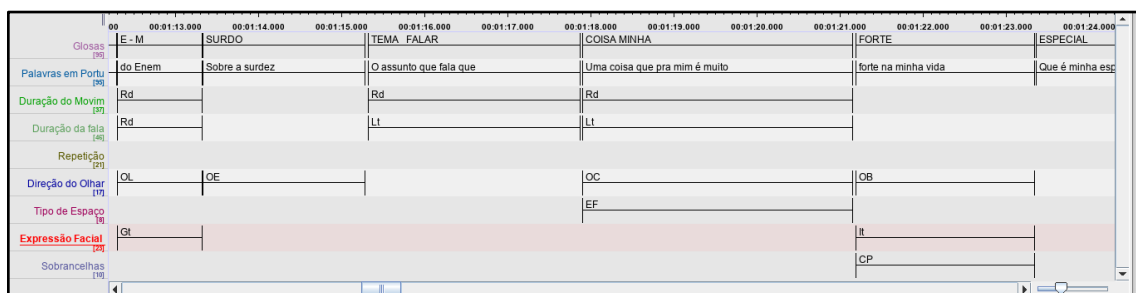 00 00:01:13.000 00:01:14.000 00:01:15.000 00:01:16.000 00:01:17.000 00:01:18.000 00:01:19.000 00:01:20.000 00:01:21.000 00:01:22.000 00:01:23.000 00:01:24.000
Glosas E - M SURDO TEMA FALAR COISA MINHA FORTE ESPECIAL
[95]
Palavras em Portu do Enem Sobre a surdez O assunto que fala que Uma coisa que pra mim é muito forte na minha vida Que é minha esp
[95]
Duração do Movim Rd Rd Rd
[37]
Duração da fala Rd Lt Lt
[46]
Repetição
[21]
Direção do Olhar OL OE OC OB
[17]
Tipo de Espaço EF
Expressão Facial Gt It
[23]
Sobrancelhas CP
[10]